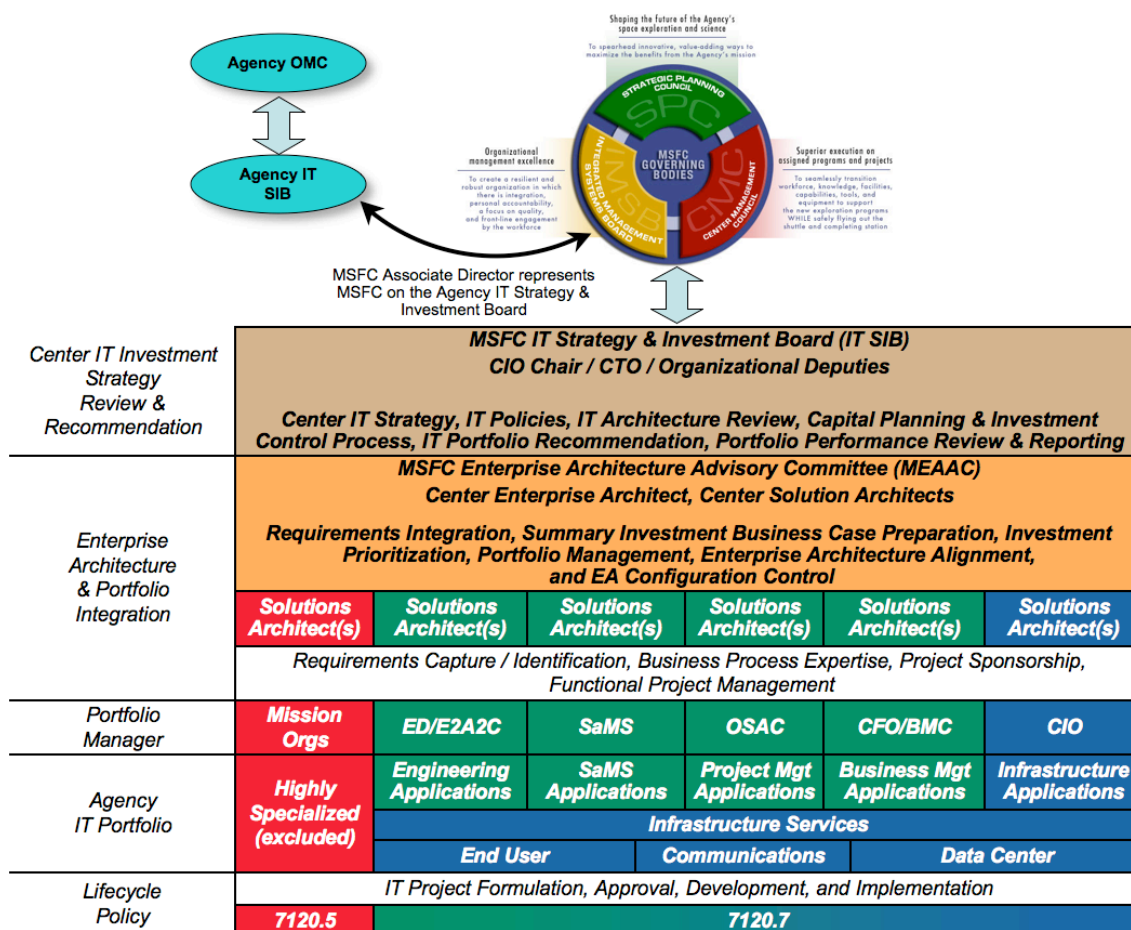 Shaping the future of the Agency's
space exploration and science
To spearhead innovative, value-adding ways to
maximize the benefits from the Agency's mission
Agency OMC
STRATEGIC PLANNING
COUNCIL
SPC
MSFC
GOVERNING
BODIES
INTEGRATED MANAGEMENT
SYSTEMS BOARD
IMSB
CMC
CENTER MANAGEMENT
COUNCIL
Organizational
management excellence
To create a resilient and
robust organization in which
there is integration,
personal accountability,
a focus on quality,
and front-line engagement
by the workforce
Superior execution on
assigned programs and projects
To seamlessly transition
workforce, knowledge, facilities,
capabilities, tools, and
equipment to support
the new exploration programs
WHILE safely flying out the
shuttle and completing station
Agency IT
SIB
MSFC Associate Director represents
MSFC on the Agency IT Strategy &
Investment Board
Center IT Investment
Strategy
Review &
Recommendation
MSFC IT Strategy & Investment Board (IT SIB)
CIO Chair / CTO / Organizational Deputies
Center IT Strategy, IT Policies, IT Architecture Review, Capital Planning & Investment
Control Process, IT Portfolio Recommendation, Portfolio Performance Review & Reporting
Enterprise
Architecture
& Portfolio
Integration
MSFC Enterprise Architecture Advisory Committee (MEAAC)
Center Enterprise Architect, Center Solution Architects
Requirements Integration, Summary Investment Business Case Preparation, Investment
Prioritization, Portfolio Management, Enterprise Architecture Alignment,
and EA Configuration Control
Solutions
Architect(s)
Solutions
Architect(s)
Solutions
Architect(s)
Solutions
Architect(s)
Solutions
Architect(s)
Solutions
Architect(s)
Requirements Capture / Identification, Business Process Expertise, Project Sponsorship,
Functional Project Management
Portfolio
Manager
Mission
Orgs
ED/E2A2C
SaMS
OSAC
CFO/BMC
CIO
Agency
IT Portfolio
Highly
Specialized
(excluded)
Engineering
Applications
SaMS
Applications
Project Mgt
Applications
Business Mgt
Applications
Infrastructure
Applications
Infrastructure Services
End User
Communications
Data Center
Lifecycle
Policy
IT Project Formulation, Approval, Development, and Implementation
7120.5
7120.7